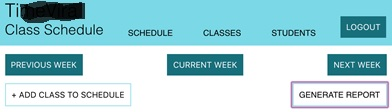 Class Schedule
SCHEDULE CLASSES STUDENTS LOGOUT
PREVIOUS WEEK CURRENT WEEK NEXT WEEK
+ ADD CLASS TO SCHEDULE GENERATE REPORT